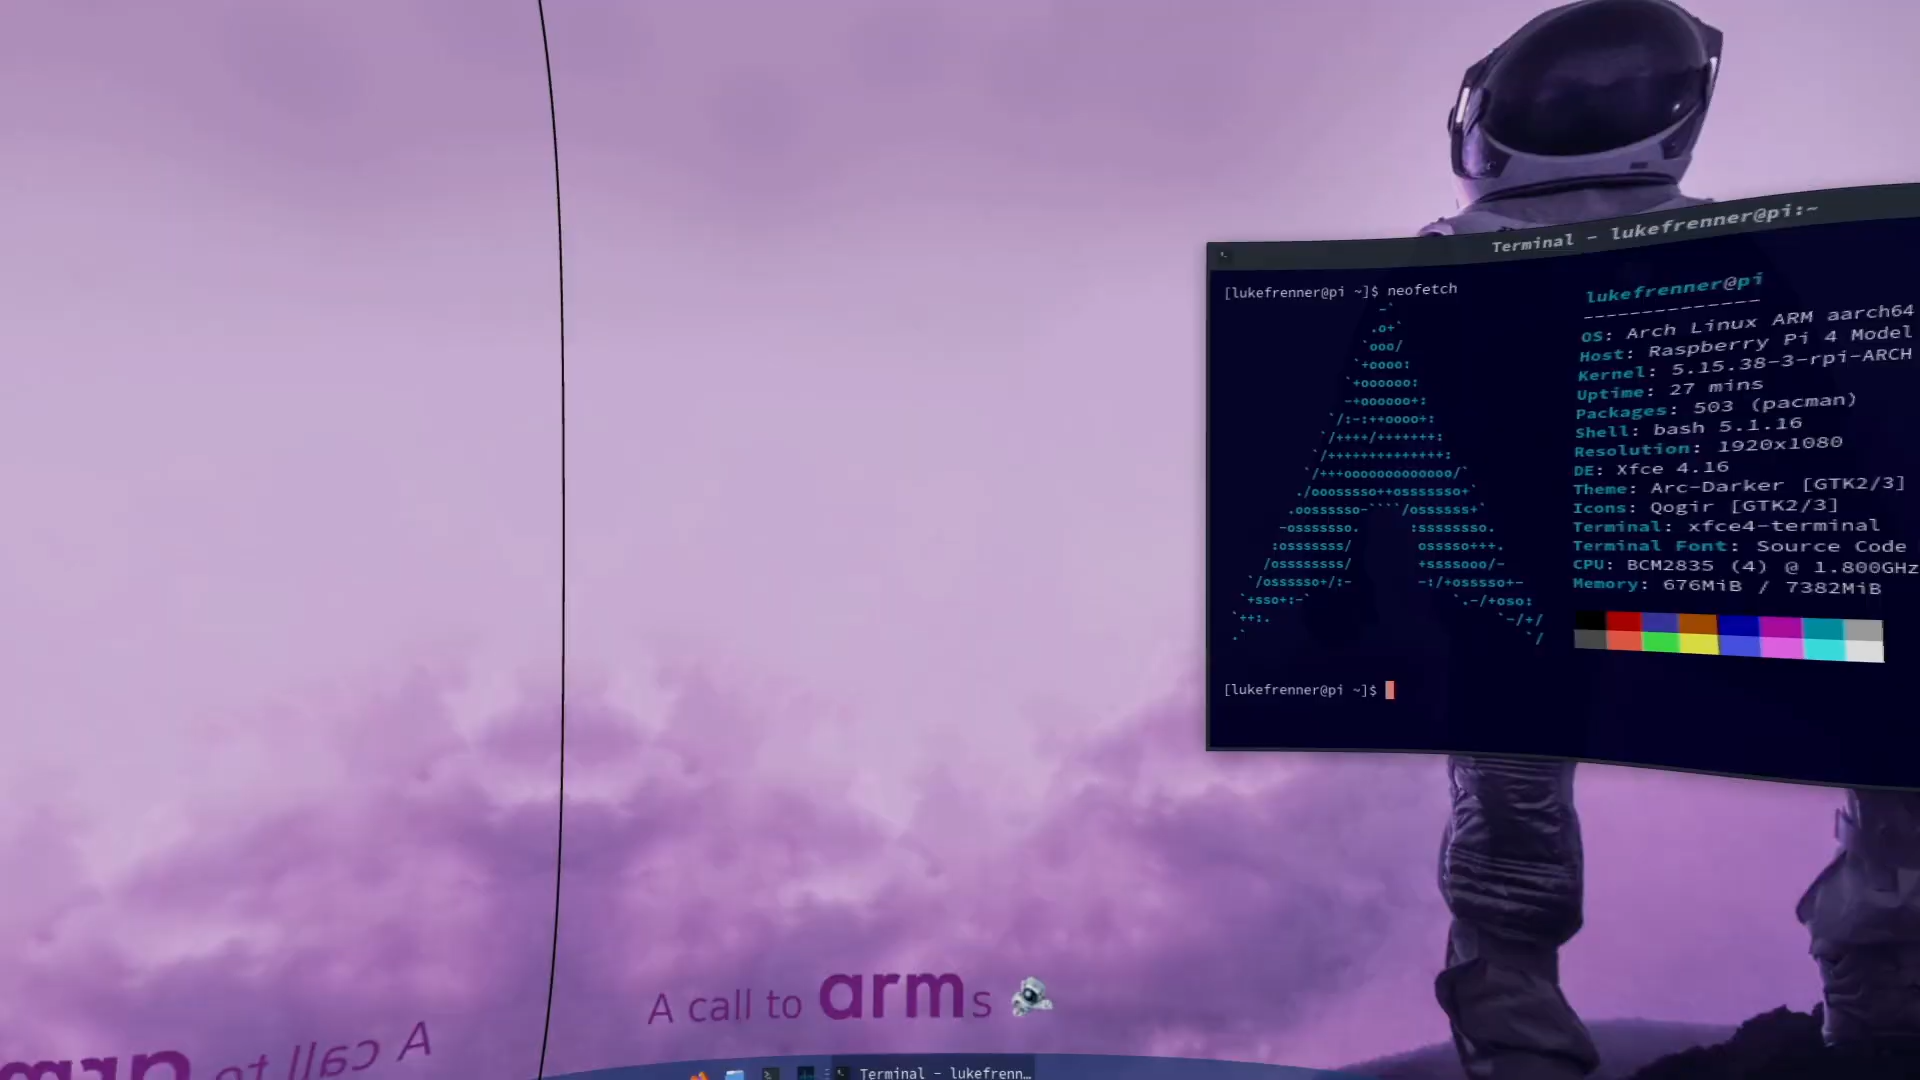 Terminal - lukefrenner@pi:~
[lukefrenner@pi ~]$ neofetch
lukefrenner@pi
--------------
OS: Arch Linux ARM aarch64
Host: Raspberry Pi 4 Model
Kernel: 5.15.38-3-rpi-ARCH
Uptime: 27 mins
Packages: 503 (pacman)
Shell: bash 5.1.16
Resolution: 1920x1080
DE: Xfce 4.16
Theme: Arc-Darker [GTK2/3]
Icons: Qogir [GTK2/3]
Terminal: xfce4-terminal
Terminal Font: Source Code
CPU: BCM2835 (4) @ 1.800GHz
Memory: 676MiB / 7382MiB
[lukefrenner@pi ~]$
A call to arms
A call to
Terminal - lukefrenn…